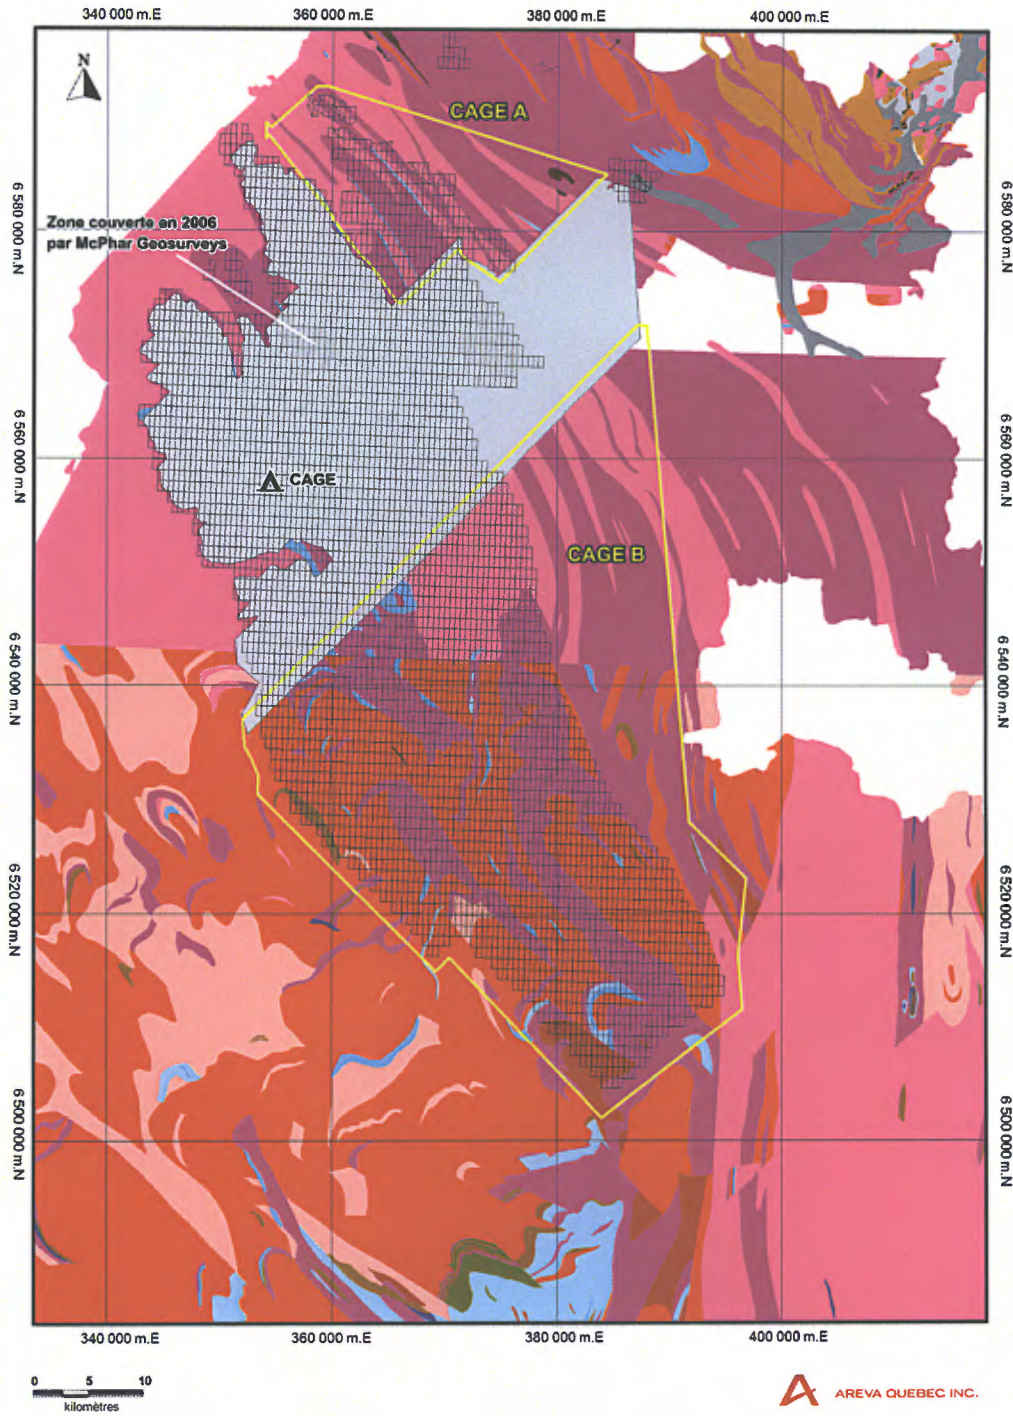 340 000 m.E 360 000 m.E 380 000 m.E 400 000 m.E
N
CAGE A
6 580 000 m.N
6 580 000 m.N
Zone couverte en 2006
par McPhar Geosurveys
6 560 000 m.N
6 560 000 m.N
CAGE
CAGE B
6 540 000 m.N
6 540 000 m.N
6 520 000 m.N
6 520 000 m.N
6 500 000 m.N
6 500 000 m.N
340 000 m.E 360 000 m.E 380 000 m.E 400 000 m.E
0 5 10
kilomètres
AREVA QUEBEC INC.